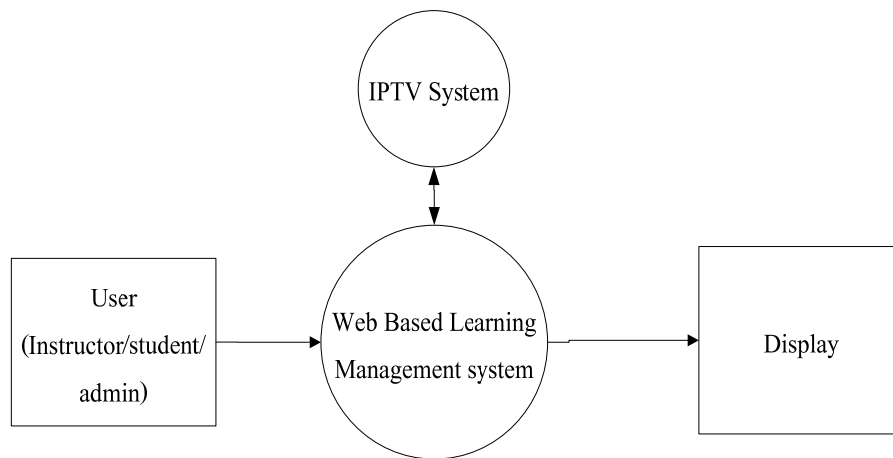 IPTV System
User
(Instructor/student/
admin)
Web Based Learning
Management system
Display